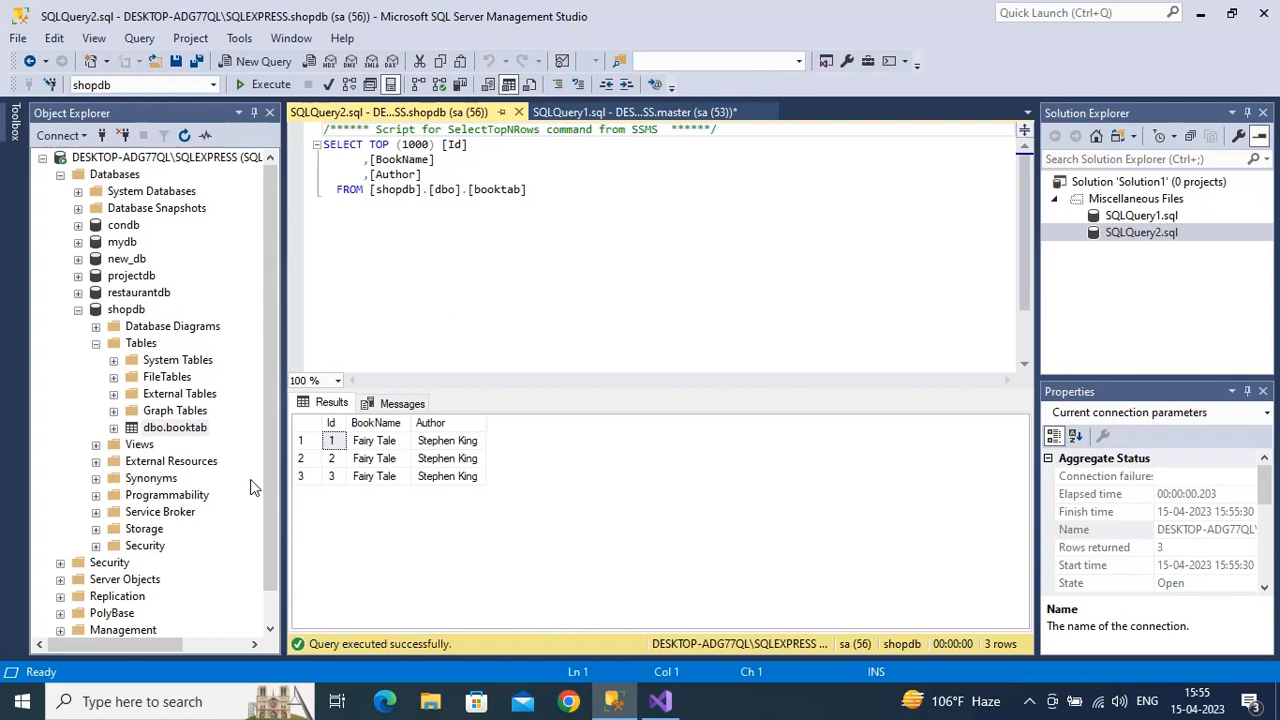 SQLQuery2.sql - DESKTOP-ADG77QL\SQLEXPRESS.shopdb (sa (56)) - Microsoft SQL Server Management Studio
Quick Launch (Ctrl+Q)
File Edit View Query Project Tools Window Help
New Query
MDX DMX XMLA DAX
shopdb
Execute
Toolbox
Object Explorer
Connect
DESKTOP-ADG77QL\SQLEXPRESS (SQL
Databases
System Databases
Database Snapshots
condb
mydb
new_db
projectdb
restaurantdb
shopdb
Database Diagrams
Tables
System Tables
FileTables
External Tables
Graph Tables
dbo.booktab
Views
External Resources
Synonyms
Programmability
Service Broker
Storage
Security
Security
Server Objects
Replication
PolyBase
Management
SQLQuery2.sql - DE...SS.shopdb (sa (56)) SQLQuery1.sql - DES...SS.master (sa (53))*
/****** Script for SelectTopNRows command from SSMS ******/
SELECT TOP (1000) [Id]
,[BookName]
,[Author]
FROM [shopdb].[dbo].[booktab]
100 %
Results Messages
Id BookName Author
1 1 Fairy Tale Stephen King
2 2 Fairy Tale Stephen King
3 3 Fairy Tale Stephen King
Query executed successfully. DESKTOP-ADG77QL\SQLEXPRESS ... sa (56) shopdb 00:00:00 3 rows
Solution Explorer
Search Solution Explorer (Ctrl+;)
Solution 'Solution1' (0 projects)
Miscellaneous Files
SQLQuery1.sql
SQLQuery2.sql
Properties
Current connection parameters
Aggregate Status
Connection failures
Elapsed time 00:00:00.203
Finish time 15-04-2023 15:55:30
Name DESKTOP-ADG77QL\
Rows returned 3
Start time 15-04-2023 15:55:30
State Open
Name
The name of the connection.
Ready Ln 1 Col 1 Ch 1 INS
Type here to search
106°F Haze
ENG
15:55
15-04-2023
3